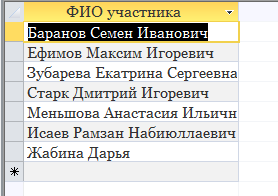 ФИО участника
Баранов Семен Иванович
Ефимов Максим Игоревич
Зубарева Екатрина Сергеевна
Старк Дмитрий Игоревич
Меньшова Анастасия Ильичн
Исаев Рамзан Набиюллаевич
Жабина Дарья